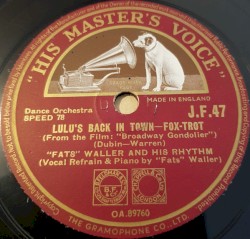 "HIS MASTER'S VOICE"
MADE IN ENGLAND
Dance Orchestra
SPEED 78
J.F.47
LULU'S BACK IN TOWN—FOX-TROT
(From the Film: "Broadway Gondolier")
(Dubin–Warren)
"FATS" WALLER AND HIS RHYTHM
(Vocal Refrain & Piano by "Fats" Waller)
OA.89760
THE GRAMOPHONE CO., LTD.